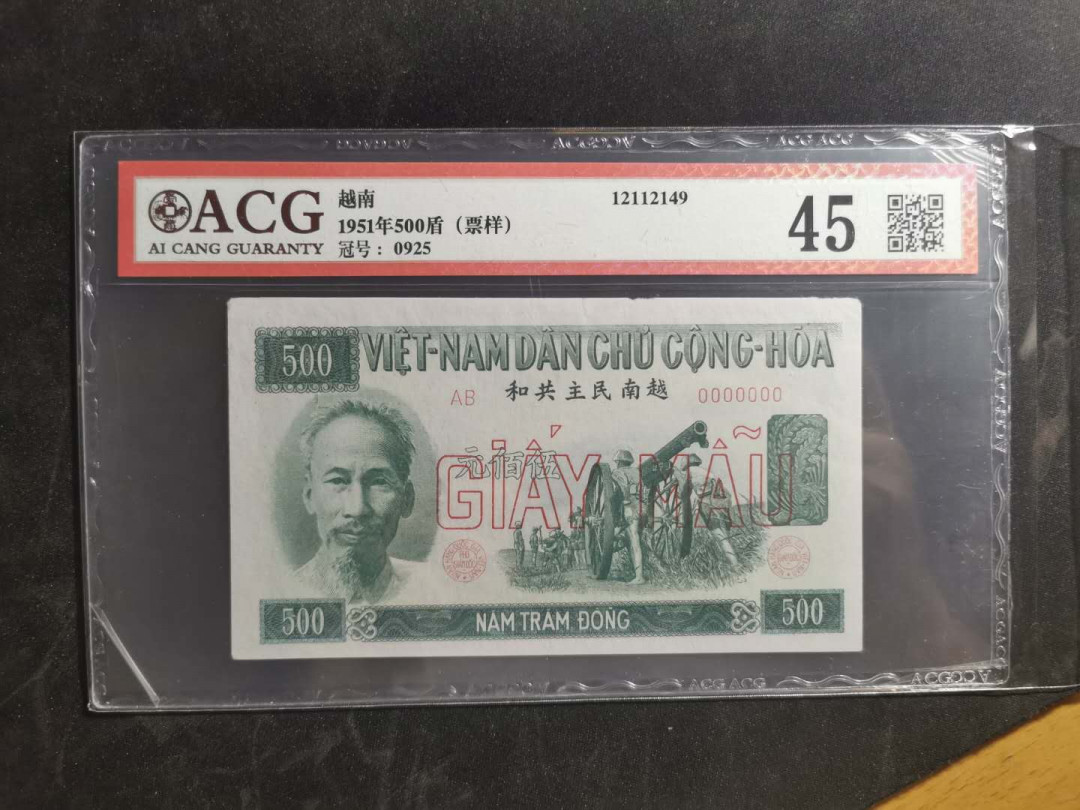 ACG
AI CANG GUARANTY
越南
1951年500盾（票样）
冠号： 0925
12112149
45
500 VIỆT-NAM DÂN CHỦ CỘNG-HÒA
AB 和共主民南越 0000000
元佰伍
GIẤY MẪU
500 NĂM TRĂM ĐỒNG 500
ACG ACG